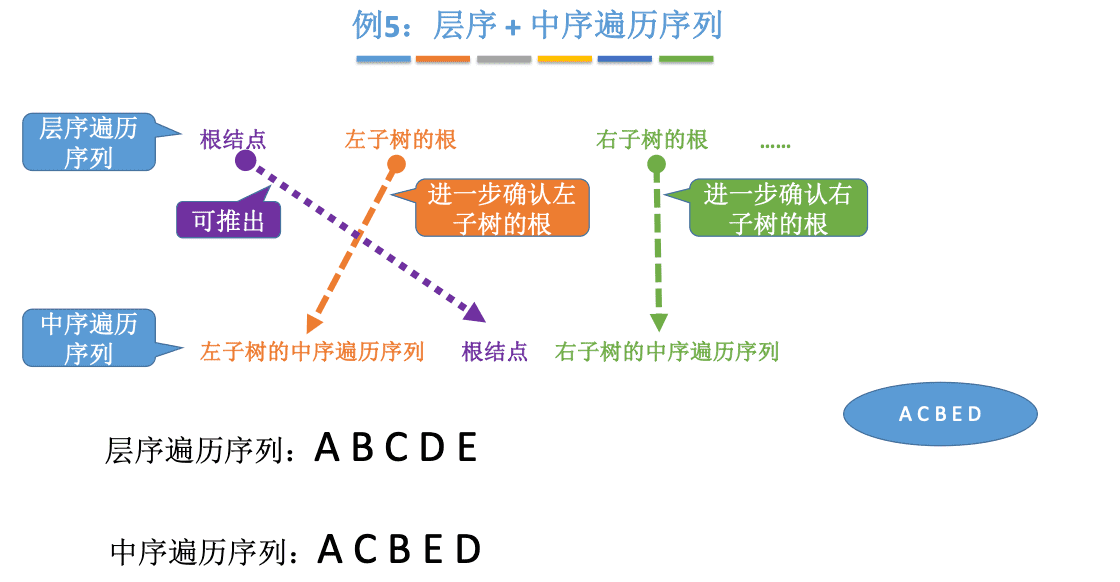 例5：层序 + 中序遍历序列
层序遍历
序列
根结点
左子树的根
右子树的根
......
可推出
进一步确认左
子树的根
进一步确认右
子树的根
中序遍历
序列
左子树的中序遍历序列
根结点
右子树的中序遍历序列
A C B E D
层序遍历序列：A B C D E
中序遍历序列：A C B E D